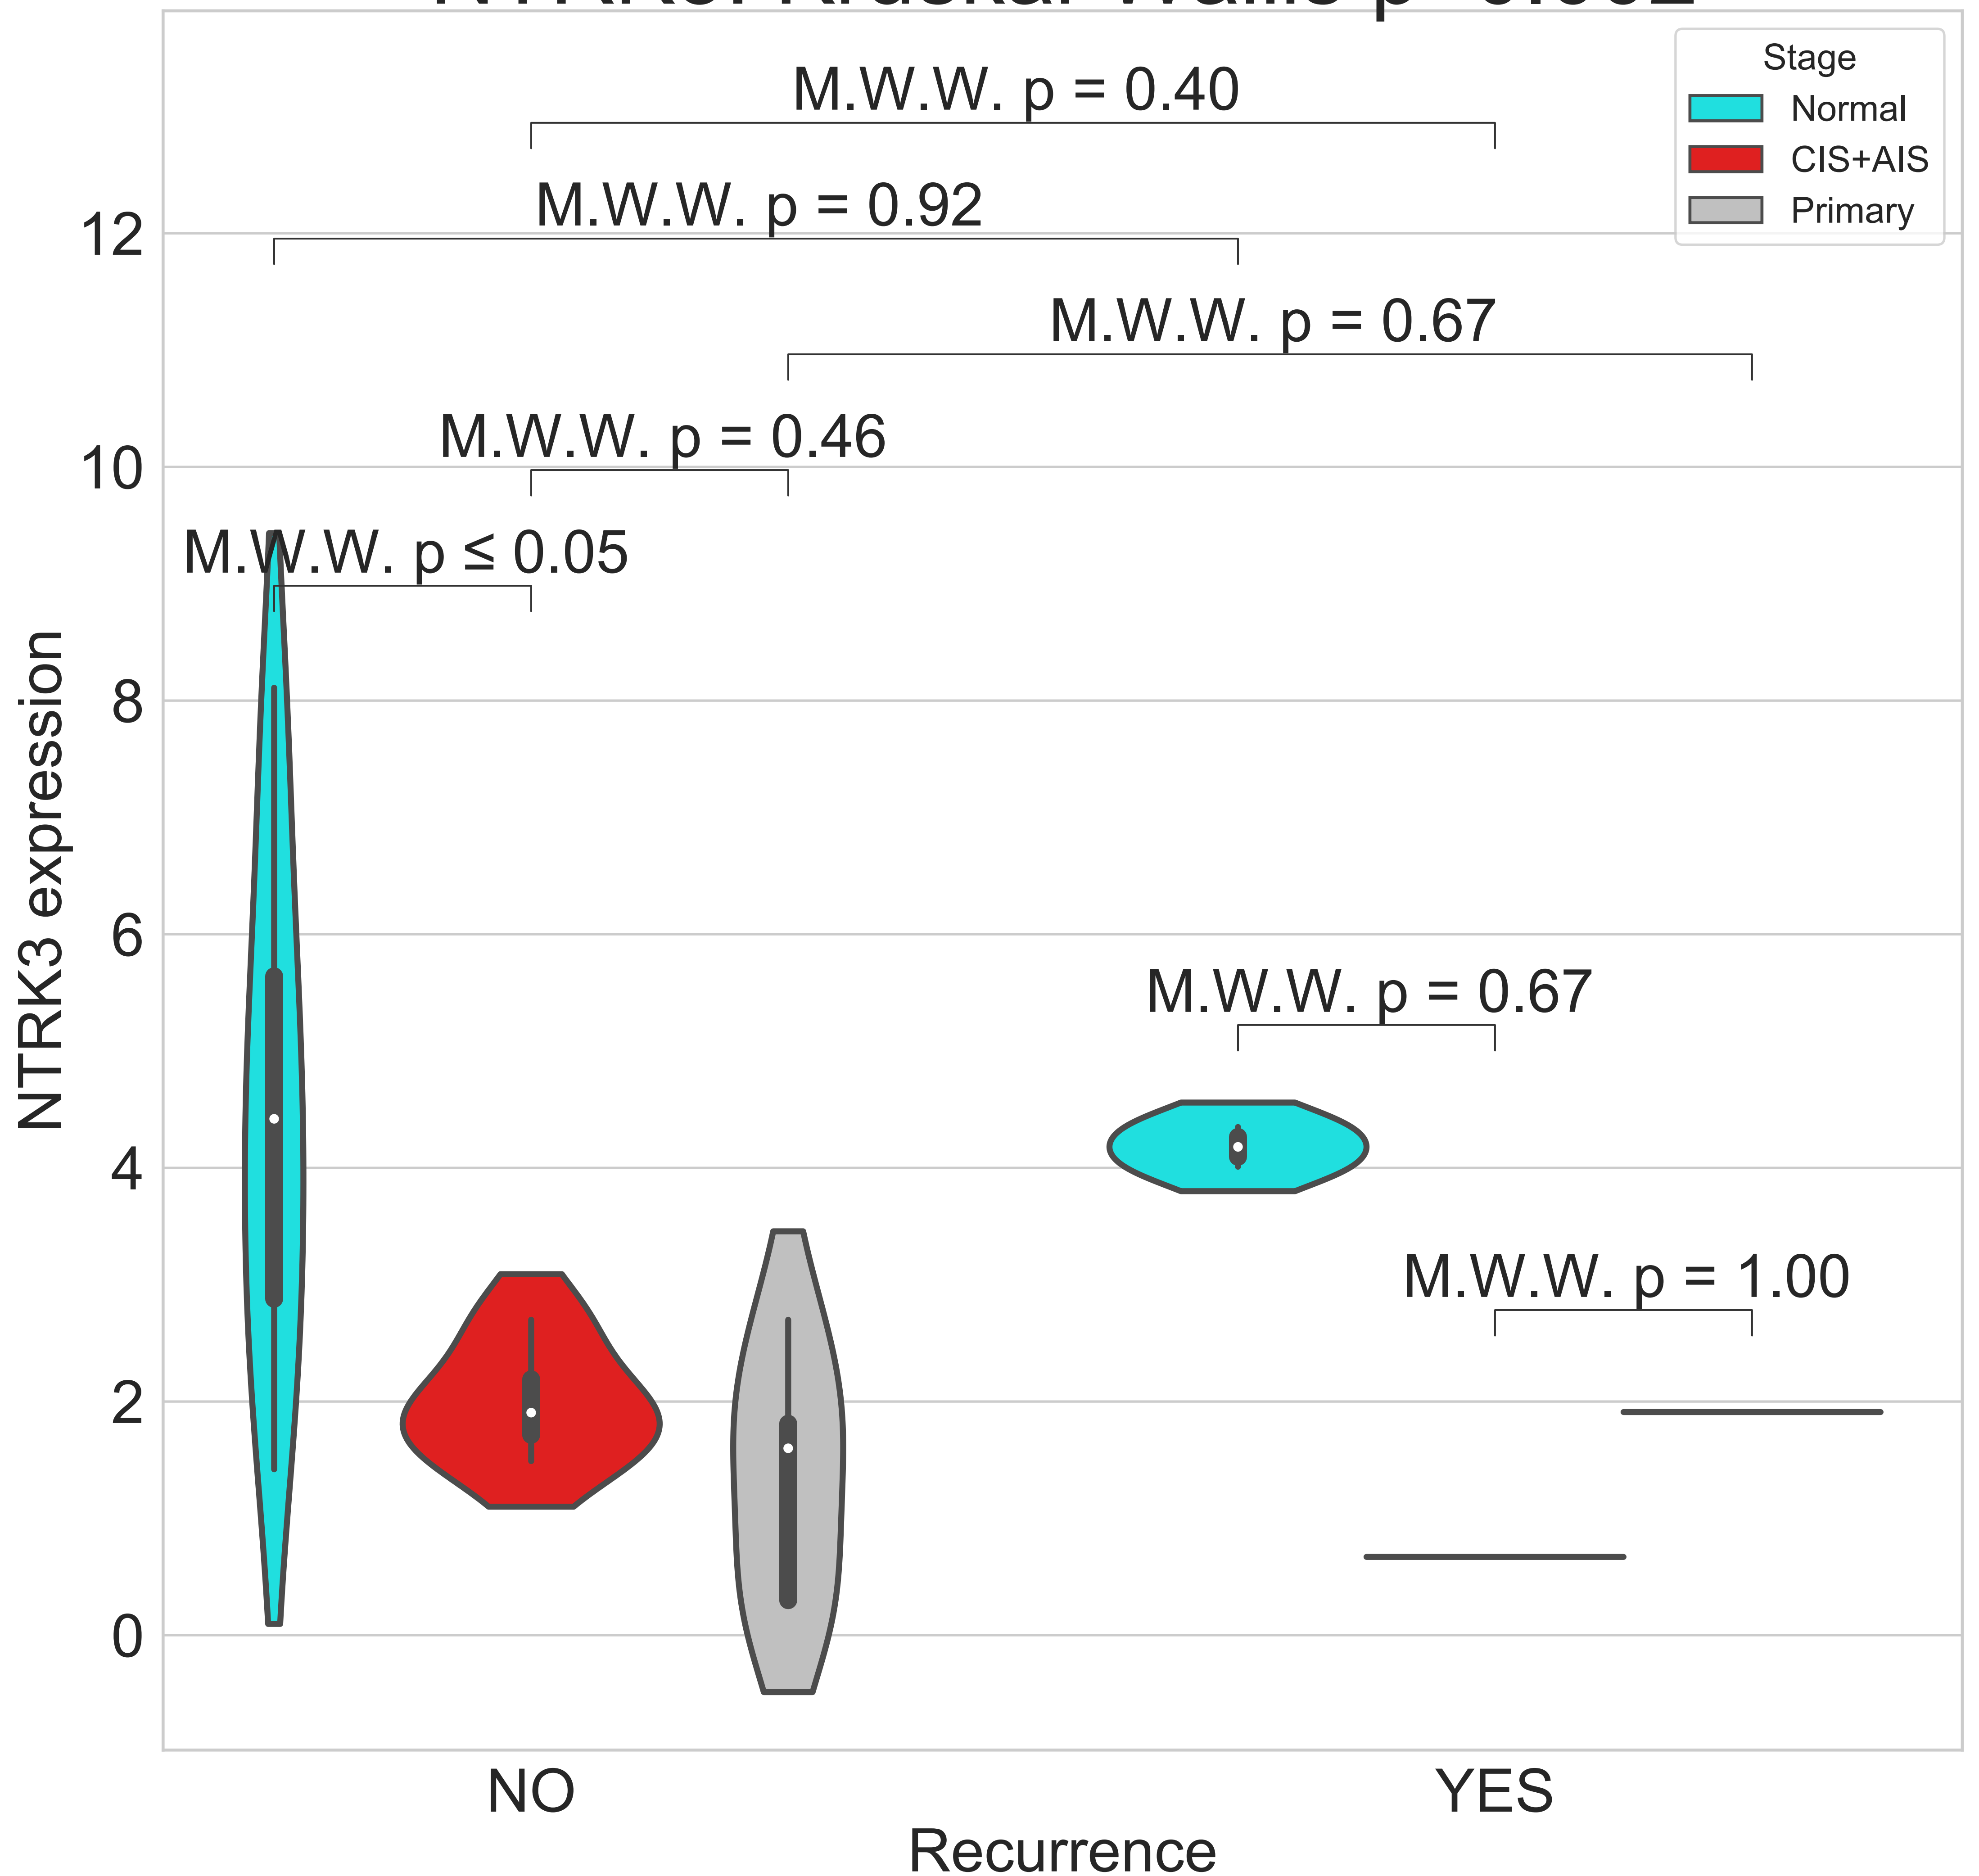 Stage
Normal
CIS+AIS
Primary
M.W.W. p = 0.40
M.W.W. p = 0.92
M.W.W. p = 0.67
M.W.W. p = 0.46
M.W.W. p ≤ 0.05
M.W.W. p = 0.67
M.W.W. p = 1.00
12
10
8
6
4
2
0
NTRK3 expression
NO
YES
Recurrence